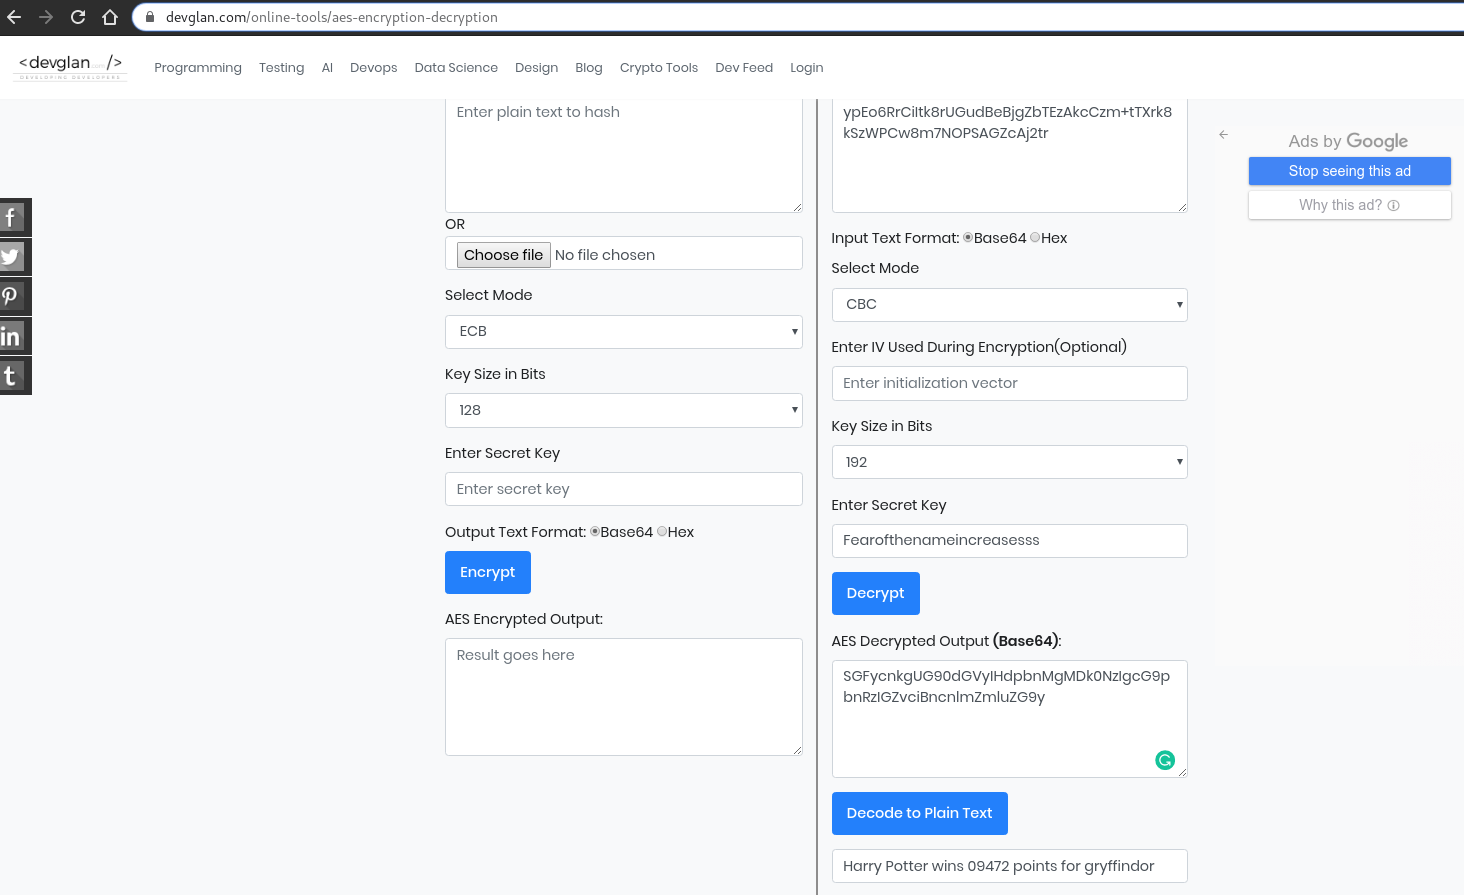 devglan.com/online-tools/aes-encryption-decryption
<devglan.com/>
DEVELOPING DEVELOPERS
Programming Testing AI Devops Data Science Design Blog Crypto Tools Dev Feed Login
Enter plain text to hash
OR
Choose file No file chosen
Select Mode
ECB
Key Size in Bits
128
Enter Secret Key
Enter secret key
Output Text Format: Base64 Hex
Encrypt
AES Encrypted Output:
Result goes here
ypEo6RrCiltk8rUGudBeBjgZbTEzAkcCzm+tTXrk8
kSzWPCw8m7NOPSAGZcAj2tr
Input Text Format: Base64 Hex
Select Mode
CBC
Enter IV Used During Encryption(Optional)
Enter initialization vector
Key Size in Bits
192
Enter Secret Key
Fearofthenameincreasesss
Decrypt
AES Decrypted Output (Base64):
SGFycnkgUG90dGVyIHdpbnMgMDk0NzIgcG9p
bnRzIGZvciBncnlmZmluZG9y
Decode to Plain Text
Harry Potter wins 09472 points for gryffindor
Ads by Google
Stop seeing this ad
Why this ad?